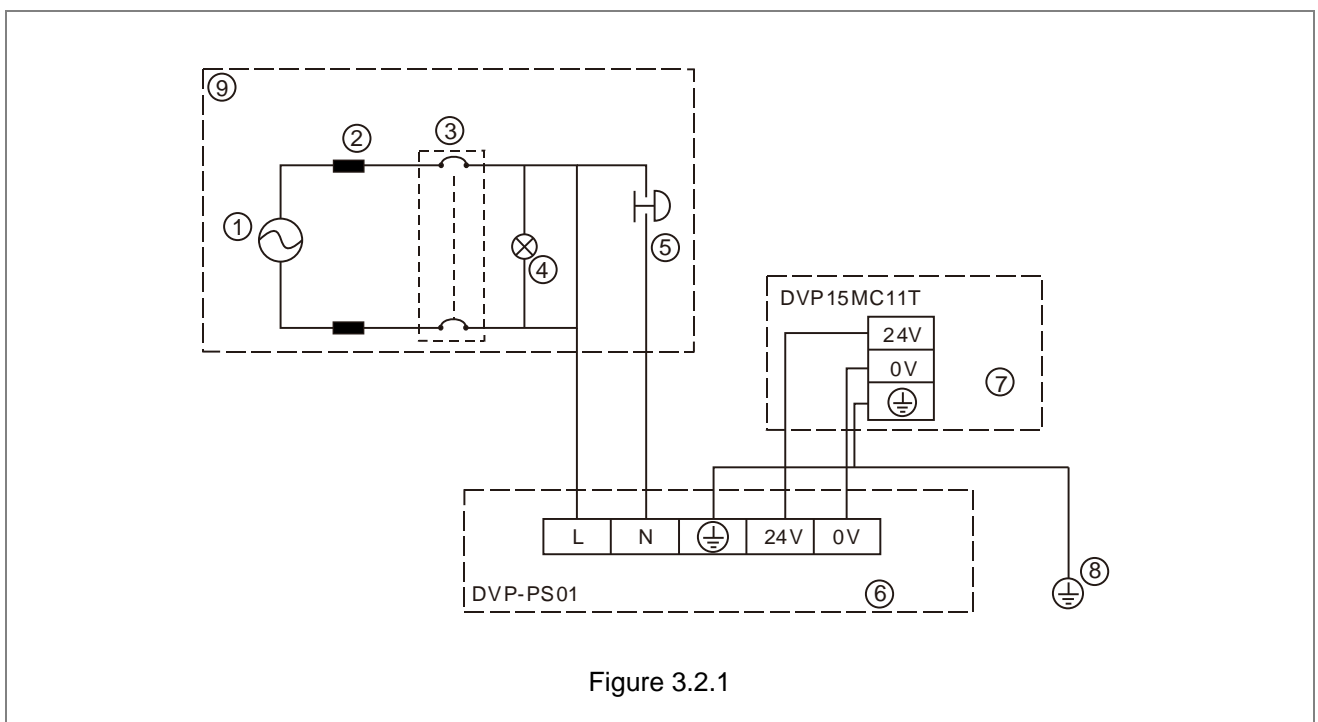 ⑨
③
②
①
⑤
④
DVP15MC11T
24V
0V
⑦
L N 24V 0V
⑧
DVP-PS01
⑥
Figure 3.2.1